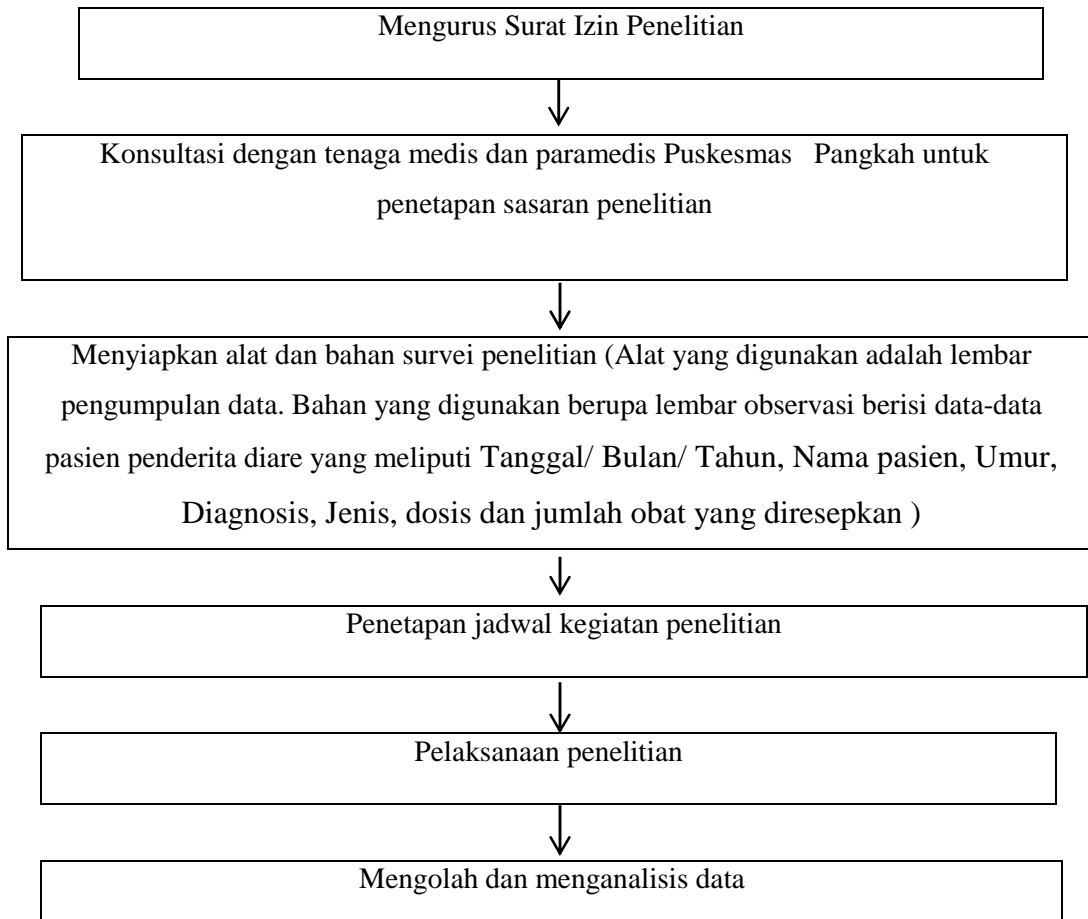 Mengurus Surat Izin Penelitian
Konsultasi dengan tenaga medis dan paramedis Puskesmas Pangkah untuk
penetapan sasaran penelitian
Menyiapkan alat dan bahan survei penelitian (Alat yang digunakan adalah lembar
pengumpulan data. Bahan yang digunakan berupa lembar observasi berisi data-data
pasien penderita diare yang meliputi Tanggal/ Bulan/ Tahun, Nama pasien, Umur,
Diagnosis, Jenis, dosis dan jumlah obat yang diresepkan )
Penetapan jadwal kegiatan penelitian
Pelaksanaan penelitian
Mengolah dan menganalisis data